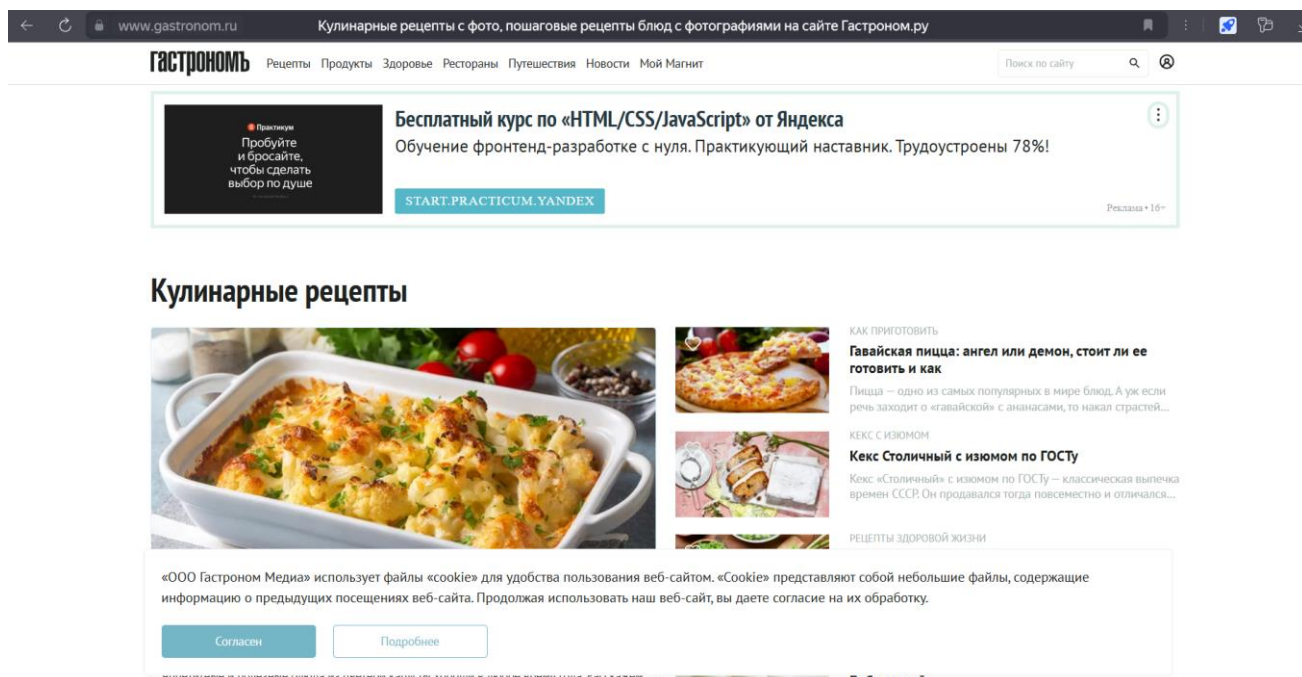 www.gastronom.ru Кулинарные рецепты с фото, пошаговые рецепты блюд с фотографиями на сайте Гастроном.ру
ГАСТРОНОМЪ Рецепты Продукты Здоровье Рестораны Путешествия Новости Мой Магнит Поиск по сайту
Практикум
Пробуйте
и бросайте,
чтобы сделать
выбор по душе
Бесплатный курс по «HTML/CSS/JavaScript» от Яндекса
Обучение фронтенд-разработке с нуля. Практикующий наставник. Трудоустроены 78%!
START.PRACTICUM.YANDEX
Реклама • 16+
Кулинарные рецепты
КАК ПРИГОТОВИТЬ
Гавайская пицца: ангел или демон, стоит ли ее
готовить и как
Пицца — одно из самых популярных в мире блюд. А уж если
речь заходит о «гавайской» с ананасами, то накал страстей...
КЕКС С ИЗЮМОМ
Кекс Столичный с изюмом по ГОСТу
Кекс «Столичный» с изюмом по ГОСТу — классическая выпечка
времен СССР. Он продавался тогда повсеместно и отличался...
РЕЦЕПТЫ ЗДОРОВОЙ ЖИЗНИ
«ООО Гастроном Медиа» использует файлы «cookie» для удобства пользования веб-сайтом. «Cookie» представляют собой небольшие файлы, содержащие
информацию о предыдущих посещениях веб-сайта. Продолжая использовать наш веб-сайт, вы даете согласие на их обработку.
Согласен Подробнее